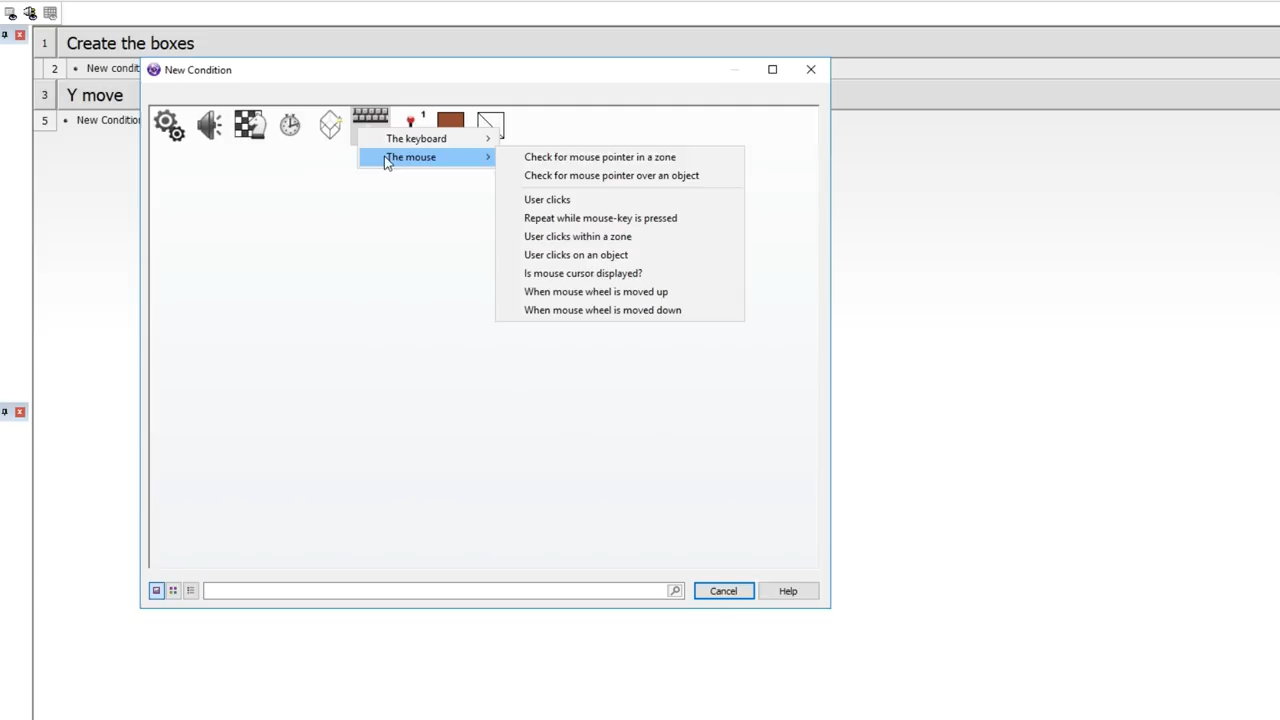 1 Create the boxes
2 • New condit
3 Y move
5 • New Conditio
New Condition
1
The keyboard
The mouse
Check for mouse pointer in a zone
Check for mouse pointer over an object
User clicks
Repeat while mouse-key is pressed
User clicks within a zone
User clicks on an object
Is mouse cursor displayed?
When mouse wheel is moved up
When mouse wheel is moved down
Cancel Help